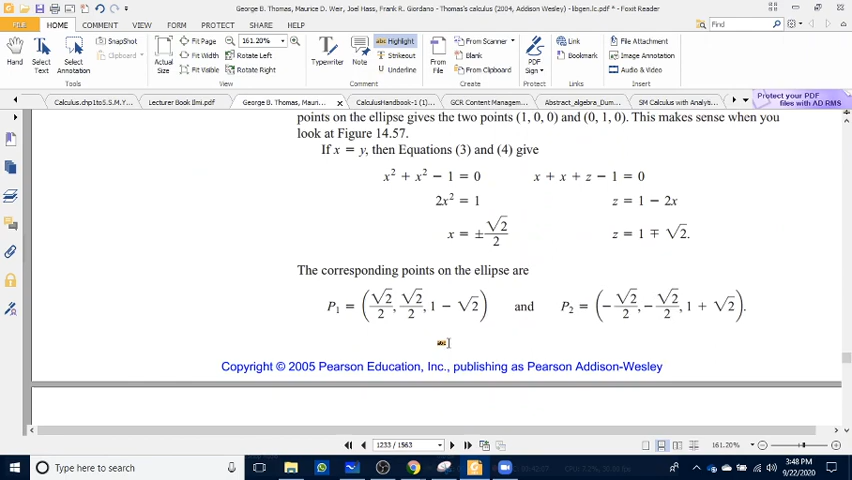 George B. Thomas, Maurice D. Weir, Joel Hass, Frank R. Giordano - Thomas's calculus (2004, Addison Wesley) - libgen.lc.pdf * - Foxit Reader
FILE HOME COMMENT VIEW FORM PROTECT SHARE HELP
Find
Hand
Select Text
Select Annotation
SnapShot
Clipboard
Actual Size
Fit Page
Fit Width
Fit Visible
161.20%
Rotate Left
Rotate Right
Typewriter
Note
Highlight
Strikeout
Underline
From File
From Scanner
Blank
From Clipboard
PDF Sign
Link
Bookmark
File Attachment
Image Annotation
Audio & Video
Tools
View
Comment
Create
Protect
Links
Insert
Calculus.chp1to5.S.M.Y...
Lecturer Book Ilmi.pdf
George B. Thomas, Mauri...
CalculusHandbook-1 (1)...
GCR Content Managem...
Abstract_algebra_Dum...
SM Calculus with Analyti...
Protect your PDF
files with AD RMS
points on the ellipse gives the two points (1, 0, 0) and (0, 1, 0). This makes sense when you
look at Figure 14.57.
If x = y, then Equations (3) and (4) give
x² + x² − 1 = 0 x + x + z − 1 = 0
2x² = 1 z = 1 − 2x
x = ±√2/2 z = 1 ∓ √2.
The corresponding points on the ellipse are
P₁ = (√2/2, √2/2, 1 − √2) and P₂ = (−√2/2, −√2/2, 1 + √2).
Copyright © 2005 Pearson Education, Inc., publishing as Pearson Addison-Wesley
1233 / 1563
161.20%
Type here to search
3:48 PM
9/22/2020